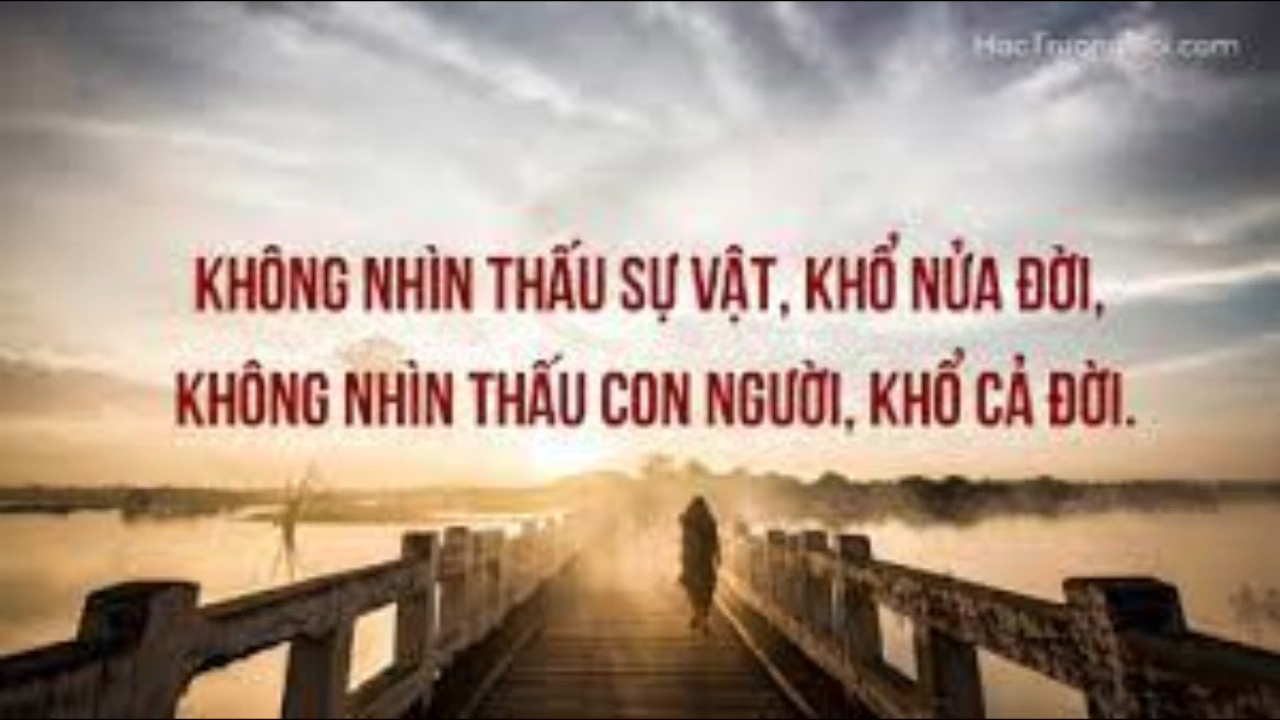 KHÔNG NHÌN THẤU SỰ VẬT, KHỔ NỬA ĐỜI,
KHÔNG NHÌN THẤU CON NGƯỜI, KHỔ CẢ ĐỜI.